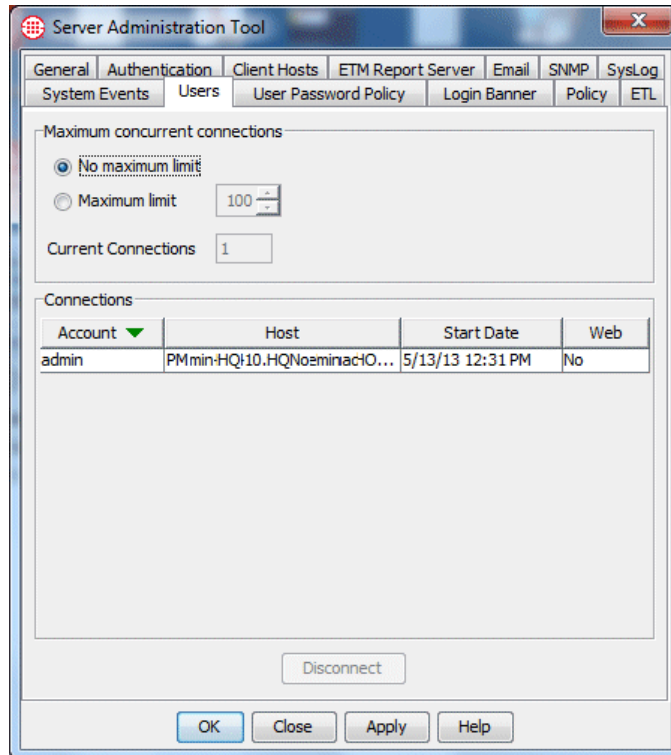 Server Administration Tool
General Authentication Client Hosts ETM Report Server Email SNMP SysLog
System Events Users User Password Policy Login Banner Policy ETL
Maximum concurrent connections
No maximum limit
Maximum limit 100
Current Connections 1
Connections
Account Host Start Date Web
admin 5/13/13 12:31 PM No
Disconnect
OK Close Apply Help